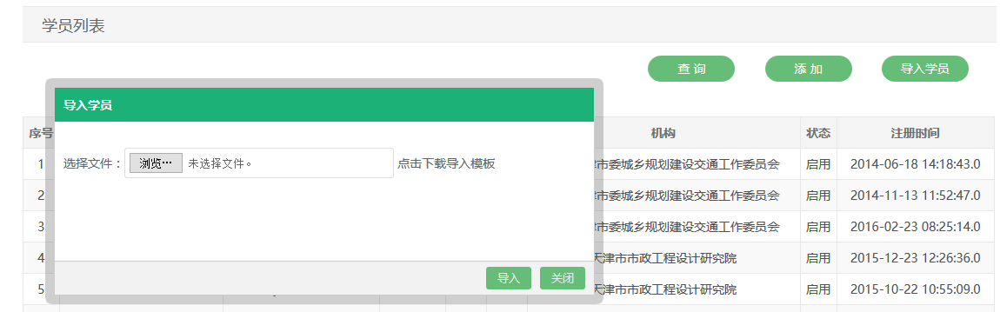 学员列表
查 询 添 加 导入学员
导入学员
序号 机构 状态 注册时间
选择文件： 浏览… 未选择文件。 点击下载导入模板
1 市委城乡规划建设交通工作委员会 启用 2014-06-18 14:18:43.0
2 市委城乡规划建设交通工作委员会 启用 2014-11-13 11:52:47.0
3 市委城乡规划建设交通工作委员会 启用 2016-02-23 08:25:14.0
4 天津市市政工程设计研究院 启用 2015-12-23 12:26:36.0
5 天津市市政工程设计研究院 启用 2015-10-22 10:55:09.0
导入 关闭